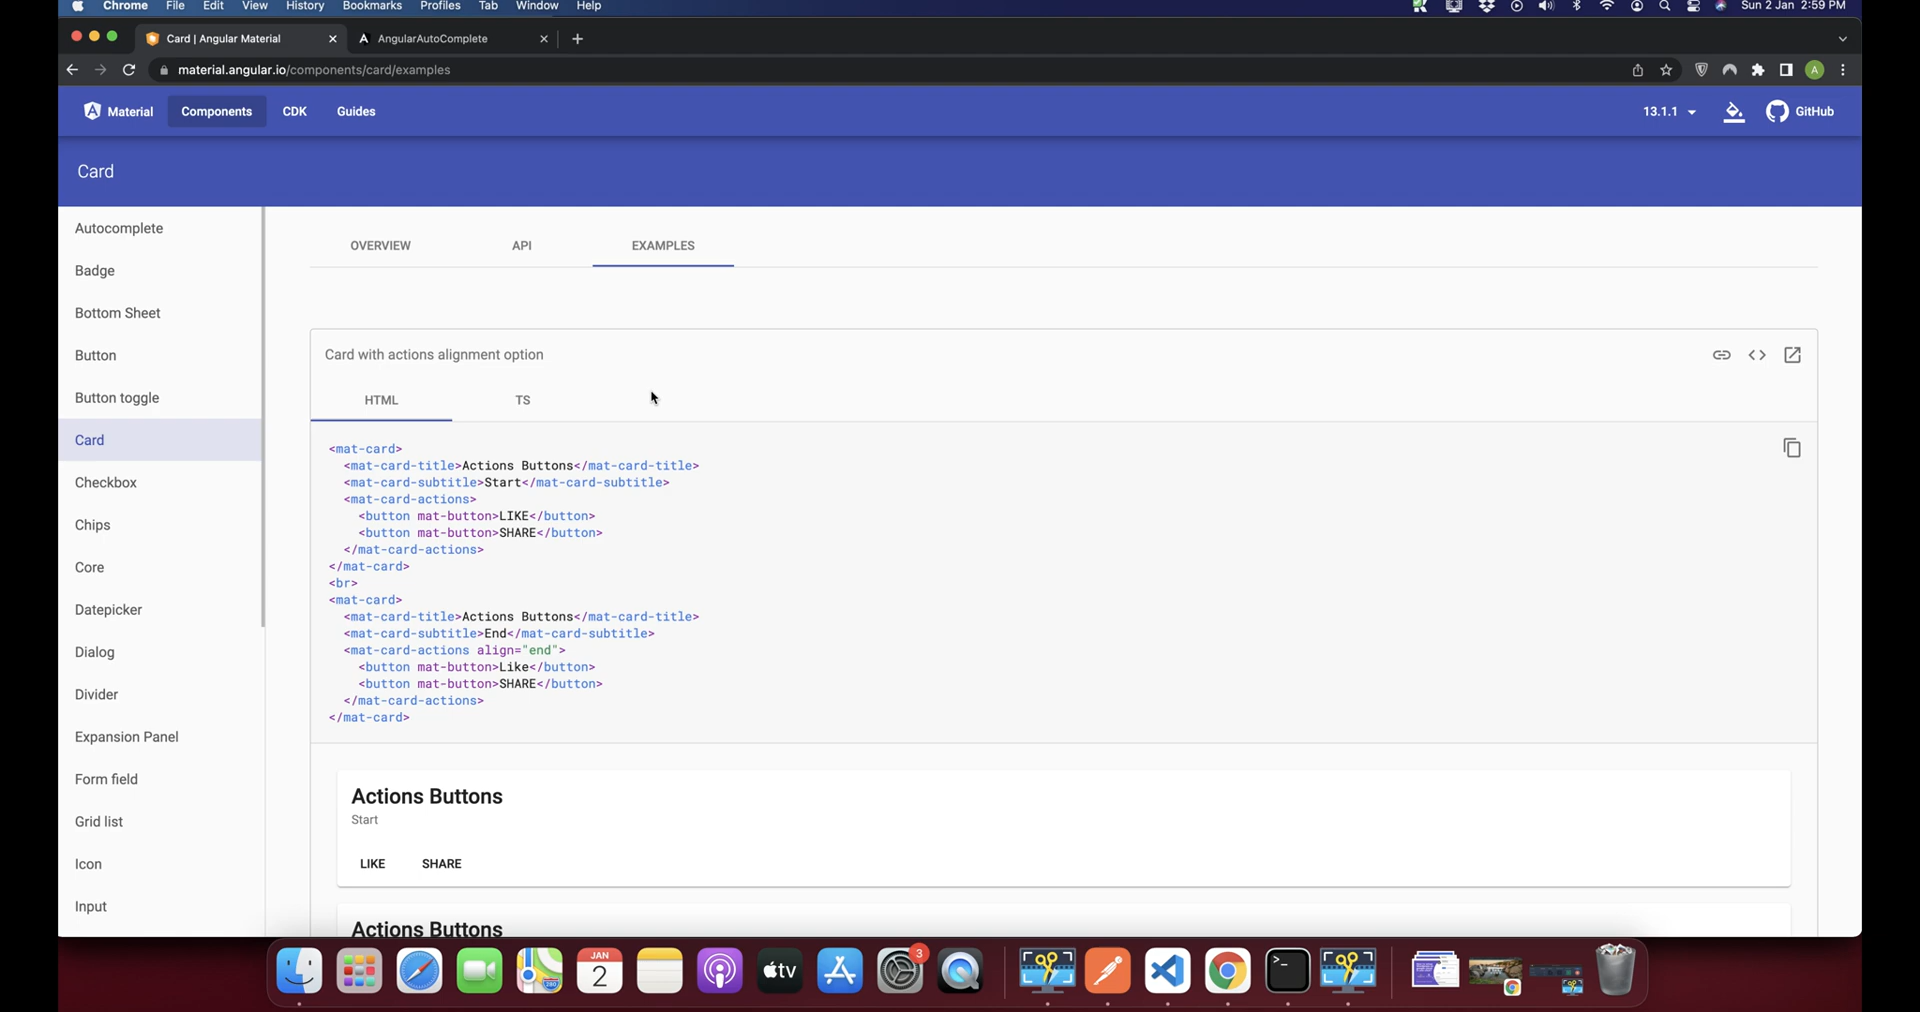 Chrome File Edit View History Bookmarks Profiles Tab Window Help Sun 2 Jan 2:59 PM
Card | Angular Material AngularAutoComplete
material.angular.io/components/card/examples A
Material Components CDK Guides 13.1.1 GitHub
Card
Autocomplete
Badge
Bottom Sheet
Button
Button toggle
Card
Checkbox
Chips
Core
Datepicker
Dialog
Divider
Expansion Panel
Form field
Grid list
Icon
Input
OVERVIEW API EXAMPLES
Card with actions alignment option
HTML TS
<mat-card>
<mat-card-title>Actions Buttons</mat-card-title>
<mat-card-subtitle>Start</mat-card-subtitle>
<mat-card-actions>
<button mat-button>LIKE</button>
<button mat-button>SHARE</button>
</mat-card-actions>
</mat-card>
<br>
<mat-card>
<mat-card-title>Actions Buttons</mat-card-title>
<mat-card-subtitle>End</mat-card-subtitle>
<mat-card-actions align="end">
<button mat-button>Like</button>
<button mat-button>SHARE</button>
</mat-card-actions>
</mat-card>
Actions Buttons
Start
LIKE SHARE
Actions Buttons
JAN
2
tv
3